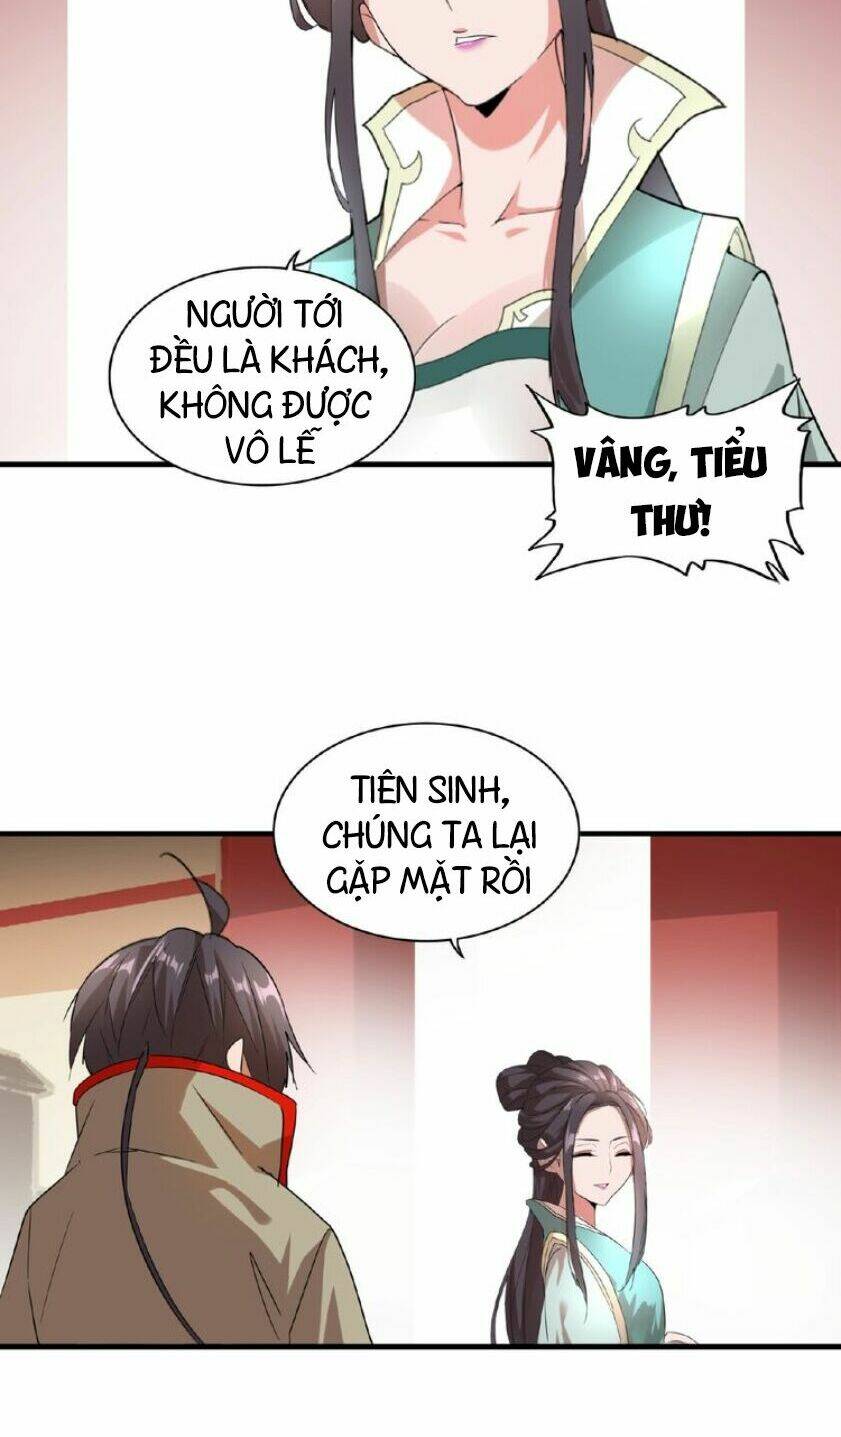 NGƯỜI TỚI
ĐỀU LÀ KHÁCH,
KHÔNG ĐƯỢC
VÔ LỄ
VÂNG, TIỂU
THƯ!
TIÊN SINH,
CHÚNG TA LẠI
GẶP MẶT RỒI